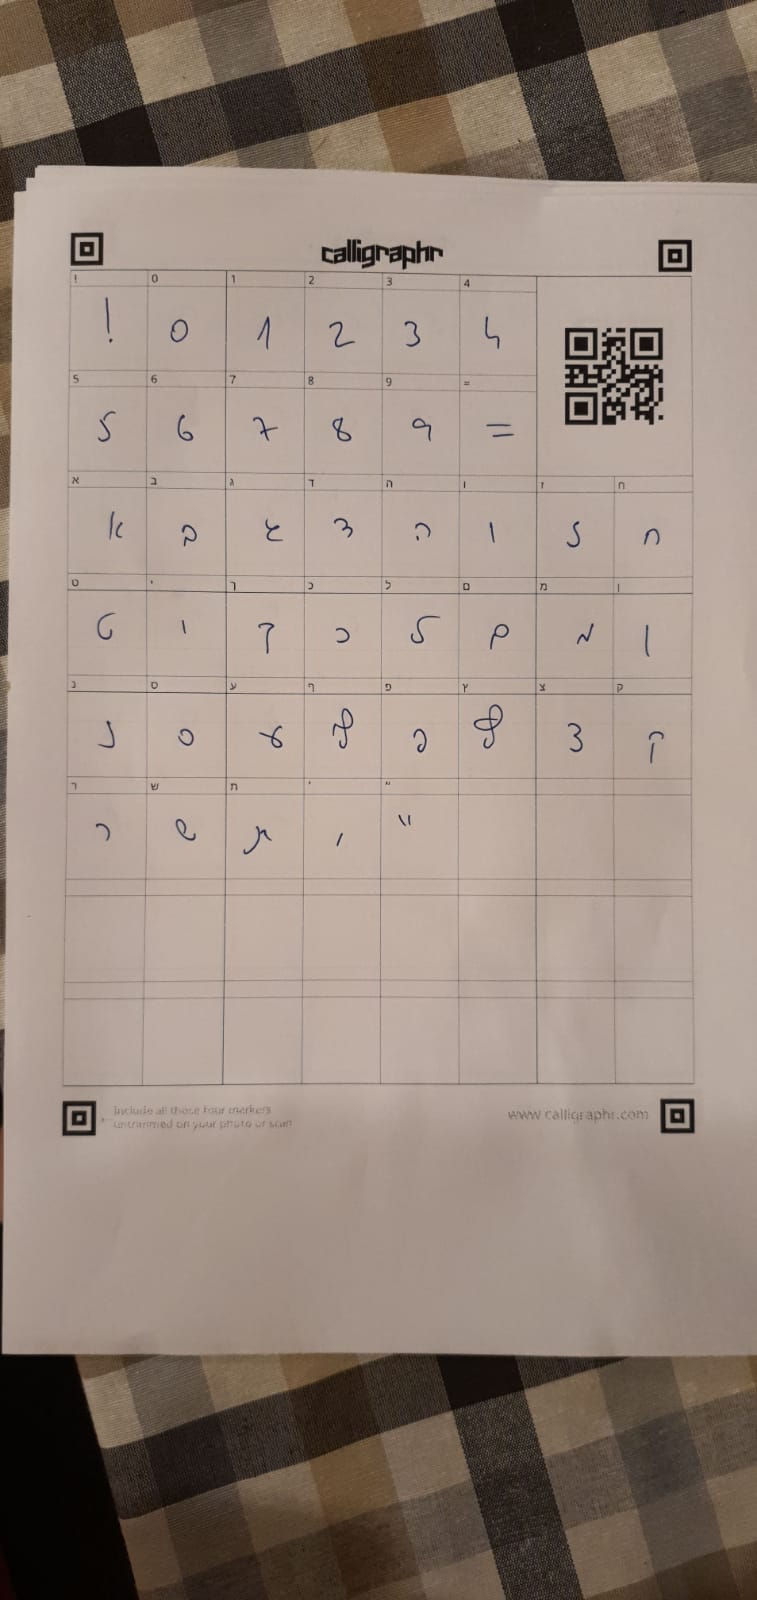 calligraphr
! 0 1 2 3 4
! 0 1 2 3 4
5 6 7 8 9 =
5 6 7 8 9 =
א ב ג ד ה ו ז ח
א ב ג ד ה ו ז ח
ט י ך כ ל ם מ ן
ט י ך כ ל ם מ ן
נ ס ע ף פ ץ צ ק
נ ס ע ף פ ץ צ ק
ר ש ת ׳ ״
ר ש ת ׳ ״
Include all these four markers
untrimmed on your photo or scan
www.calligraphr.com